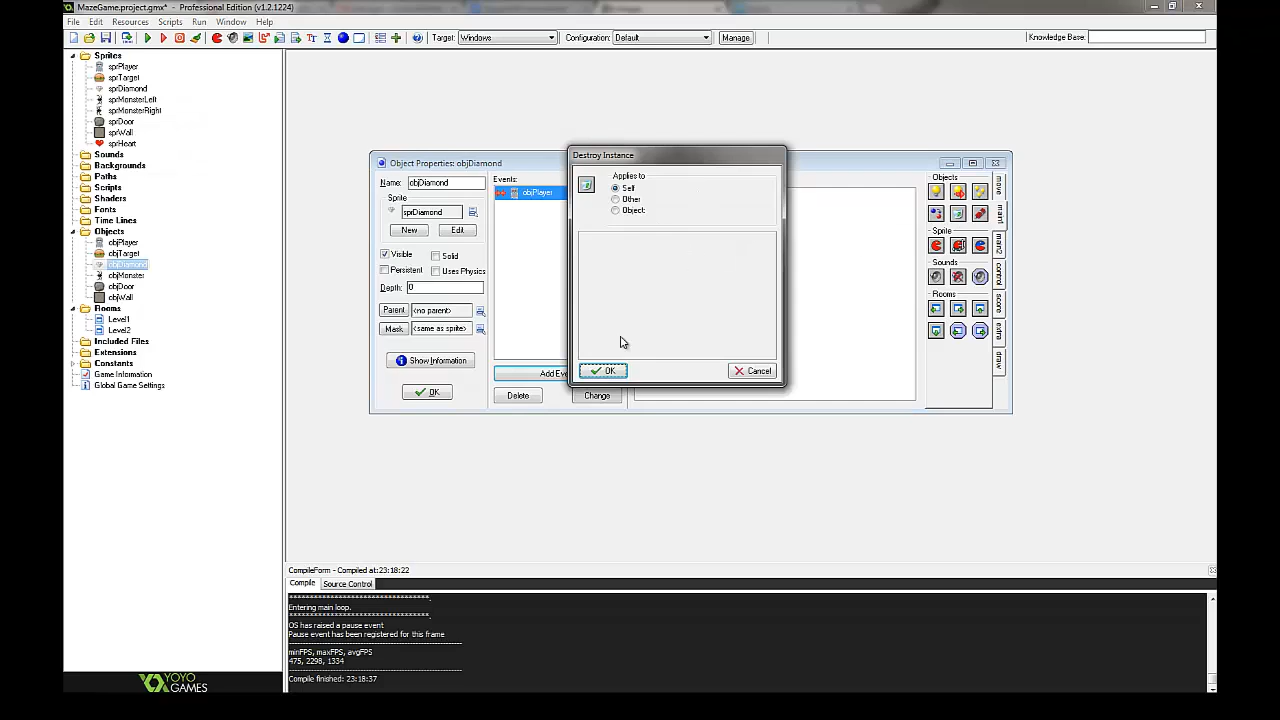 MazeGame.project.gmx* - Professional Edition (v1.2.1224)
File Edit Resources Scripts Run Window Help
Target: Windows Configuration: Default Manage Knowledge Base:
Sprites
sprPlayer
sprTarget
sprDiamond
sprMonsterLeft
sprMonsterRight
sprDoor
sprWall
sprHeart
Sounds
Backgrounds
Paths
Scripts
Shaders
Fonts
Time Lines
Objects
objPlayer
objTarget
objMonster
objDoor
objWall
Rooms
Level1
Level2
Included Files
Extensions
Constants
Game Information
Global Game Settings
YOYO
GAMES
Object Properties: objDiamond
Name: objDiamond
Sprite
sprDiamond
New Edit
Visible Solid
Persistent Uses Physics
Depth: 0
Parent <no parent>
Mask <same as sprite>
Show Information
OK
Events:
objPlayer
Add Eve
Delete Change
Destroy Instance
Applies to
Self
Other
Object:
OK Cancel
Objects
Sprite
Sounds
Rooms
move
main1
main2
control
score
extra
draw
CompileForm - Compiled at:23:18:22
Compile Source Control
Entering main loop.
OS has raised a pause event
Pause event has been registered for this frame
minFPS, maxFPS, avgFPS
475, 2298, 1334
Compile finished: 23:18:37